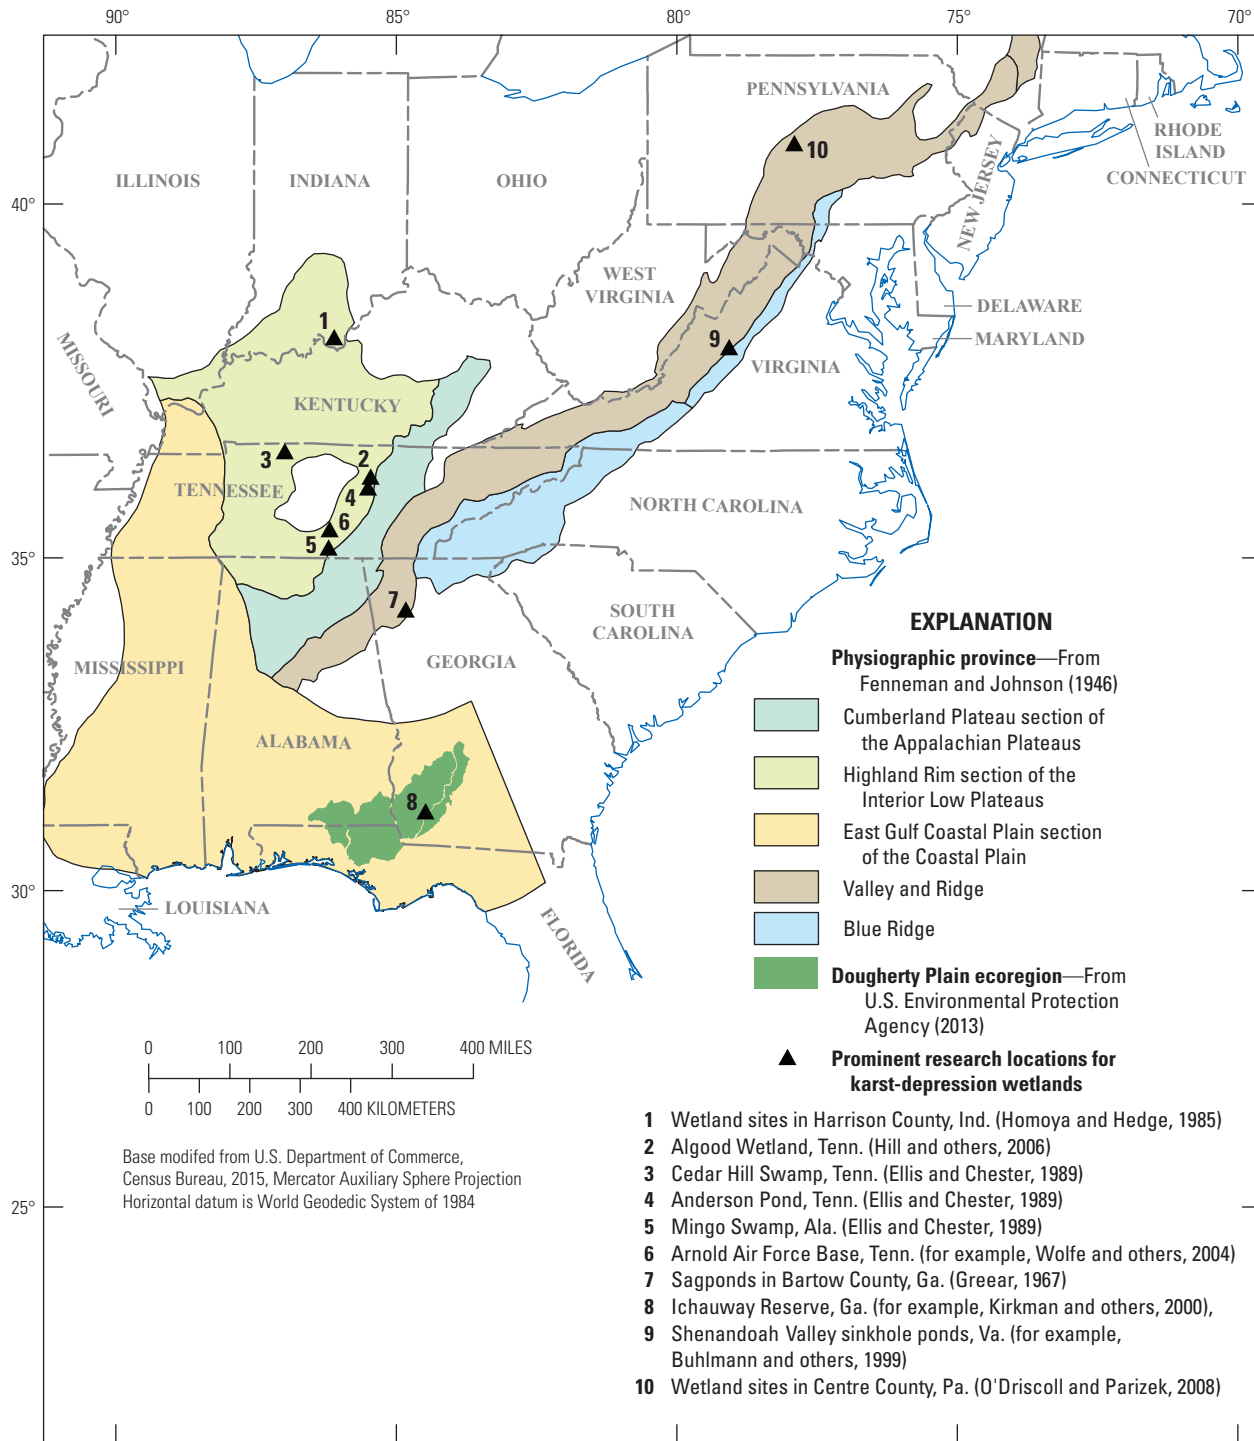 90°
85°
80°
75°
70°
40°
35°
30°
25°
PENNSYLVANIA
10
RHODE
ISLAND
CONNECTICUT
NEW JERSEY
ILLINOIS
INDIANA
OHIO
WEST
VIRGINIA
DELAWARE
MARYLAND
1
9
VIRGINIA
MISSOURI
KENTUCKY
3
2
TENNESSEE
4
6
5
NORTH CAROLINA
7
SOUTH
CAROLINA
MISSISSIPPI
GEORGIA
ALABAMA
8
LOUISIANA
FLORIDA
EXPLANATION
Physiographic province—From
Fenneman and Johnson (1946)
Cumberland Plateau section of
the Appalachian Plateaus
Highland Rim section of the
Interior Low Plateaus
East Gulf Coastal Plain section
of the Coastal Plain
Valley and Ridge
Blue Ridge
Dougherty Plain ecoregion—From
U.S. Environmental Protection
Agency (2013)
Prominent research locations for
karst-depression wetlands
1 Wetland sites in Harrison County, Ind. (Homoya and Hedge, 1985)
2 Algood Wetland, Tenn. (Hill and others, 2006)
3 Cedar Hill Swamp, Tenn. (Ellis and Chester, 1989)
4 Anderson Pond, Tenn. (Ellis and Chester, 1989)
5 Mingo Swamp, Ala. (Ellis and Chester, 1989)
6 Arnold Air Force Base, Tenn. (for example, Wolfe and others, 2004)
7 Sagponds in Bartow County, Ga. (Greear, 1967)
8 Ichauway Reserve, Ga. (for example, Kirkman and others, 2000),
9 Shenandoah Valley sinkhole ponds, Va. (for example,
Buhlmann and others, 1999)
10 Wetland sites in Centre County, Pa. (O'Driscoll and Parizek, 2008)
0 100 200 300 400 MILES
0 100 200 300 400 KILOMETERS
Base modifed from U.S. Department of Commerce,
Census Bureau, 2015, Mercator Auxiliary Sphere Projection
Horizontal datum is World Geodedic System of 1984